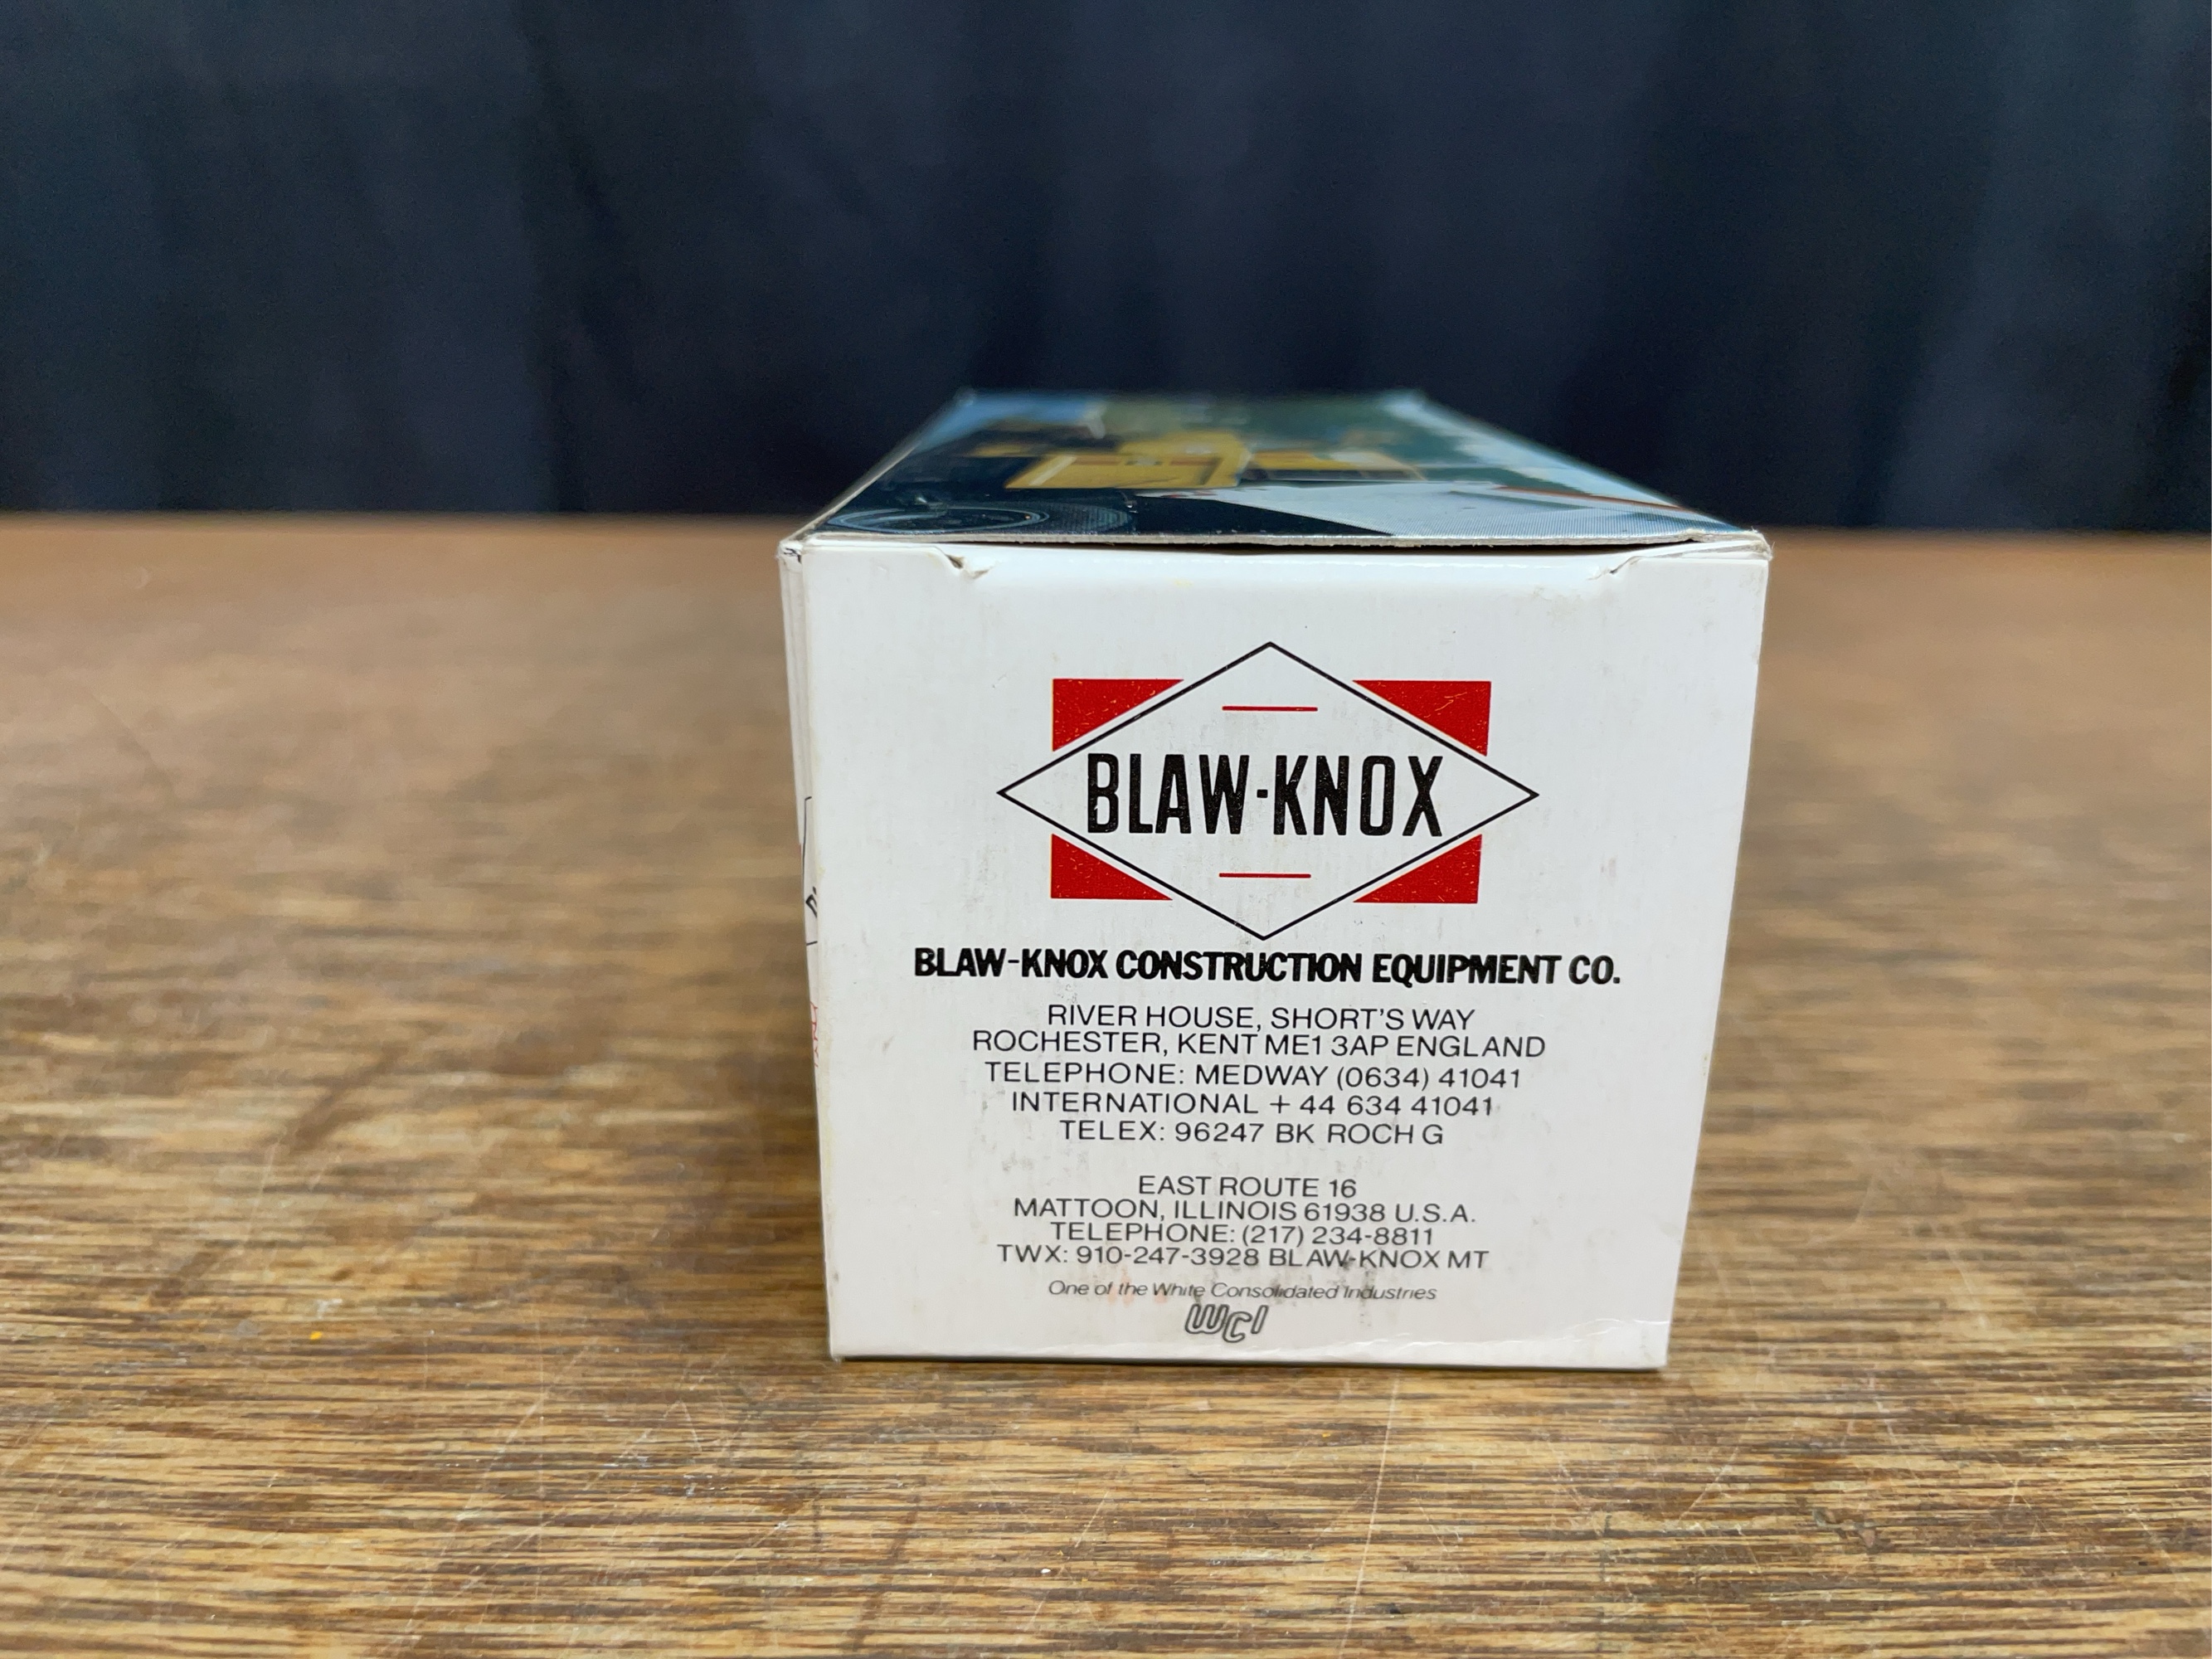 BLAW-KNOX
BLAW-KNOX CONSTRUCTION EQUIPMENT CO.
RIVER HOUSE, SHORT'S WAY
ROCHESTER, KENT ME1 3AP ENGLAND
TELEPHONE: MEDWAY (0634) 41041
INTERNATIONAL + 44 634 41041
TELEX: 96247 BK ROCH G
EAST ROUTE 16
MATTOON, ILLINOIS 61938 U.S.A.
TELEPHONE: (217) 234-8811
TWX: 910-247-3928 BLAW-KNOX MT
One of the White Consolidated Industries
WCI